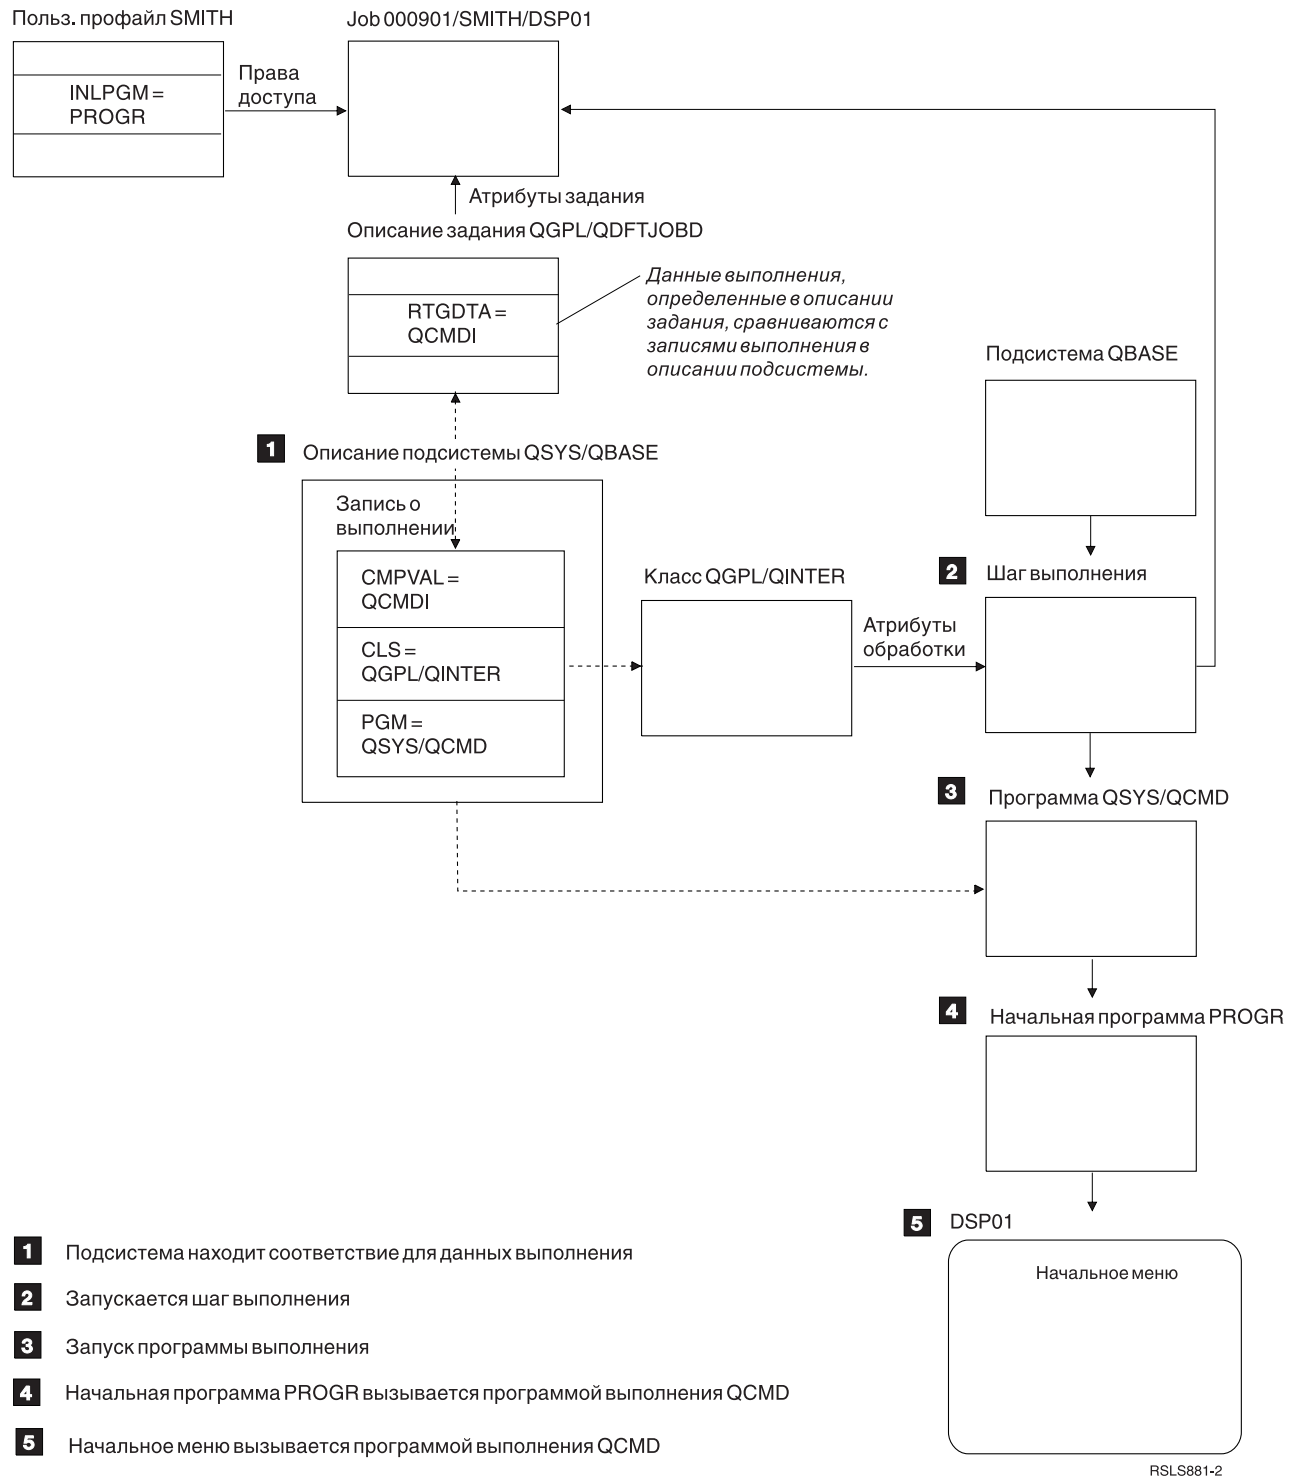 Польз. профайл SMITH
Job 000901/SMITH/DSP01
INLPGM =
PROGR
Права
доступа
Атрибуты задания
Описание задания QGPL/QDFTJOBD
RTGDTA =
QCMDI
Данные выполнения,
определенные в описании
задания, сравниваются с
записями выполнения в
описании подсистемы.
Подсистема QBASE
1 Описание подсистемы QSYS/QBASE
Запись о
выполнении
CMPVAL =
QCMDI
CLS =
QGPL/QINTER
PGM =
QSYS/QCMD
Класс QGPL/QINTER
Атрибуты
обработки
2 Шаг выполнения
3 Программа QSYS/QCMD
4 Начальная программа PROGR
5 DSP01
Начальное меню
1 Подсистема находит соответствие для данных выполнения
2 Запускается шаг выполнения
3 Запуск программы выполнения
4 Начальная программа PROGR вызывается программой выполнения QCMD
5 Начальное меню вызывается программой выполнения QCMD
RSLS881-2